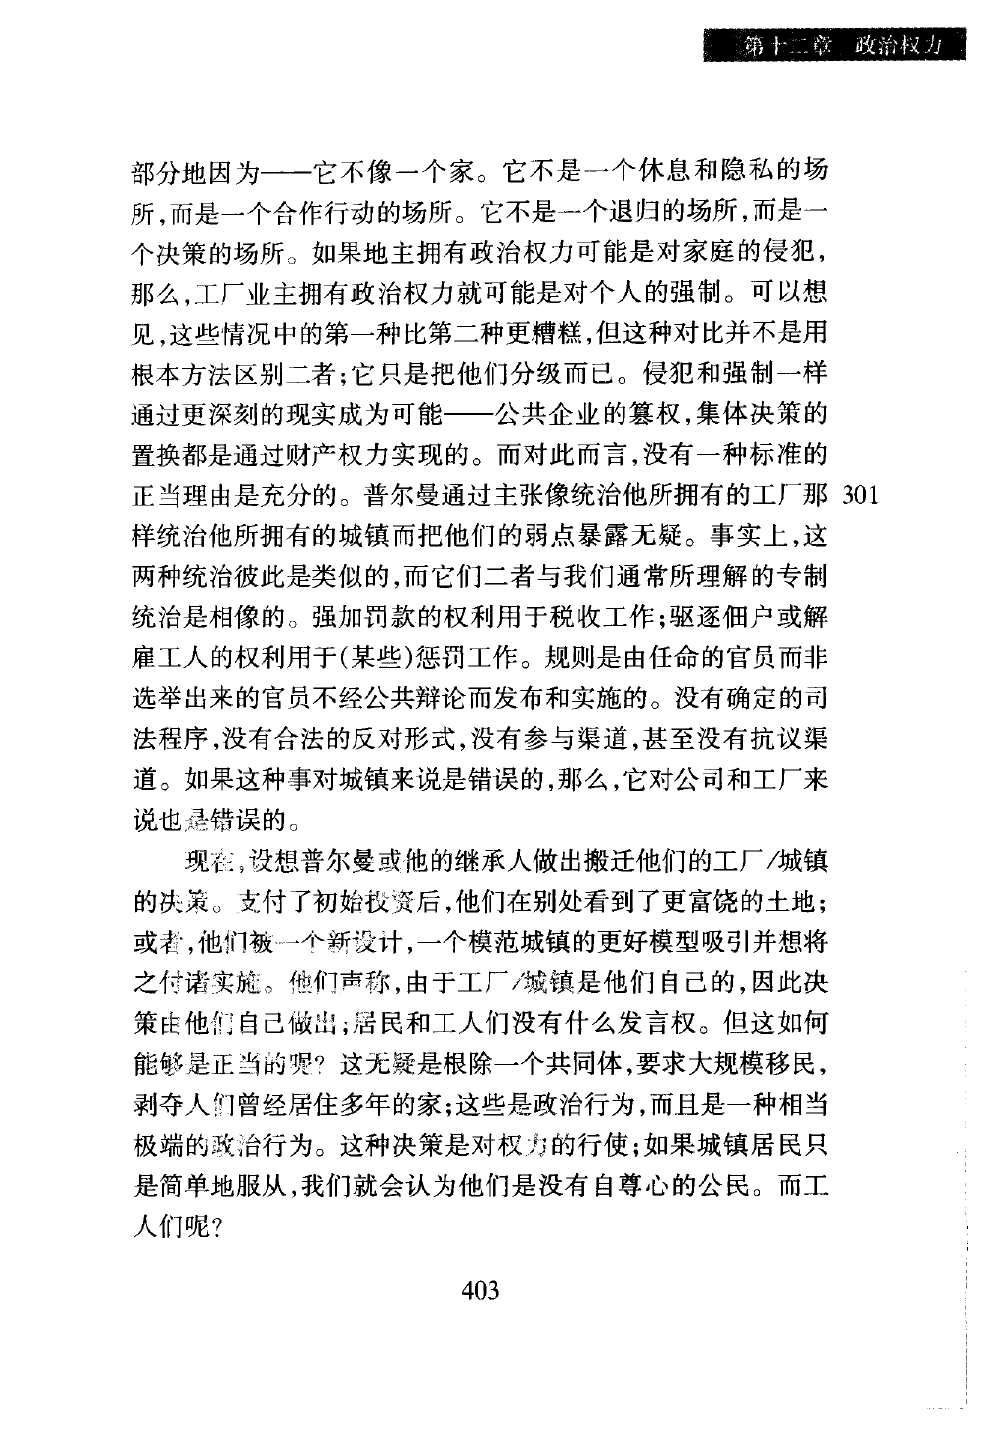 第十二章　政治权力
部分地因为——它不像一个家。它不是一个休息和隐私的场
所,而是一个合作行动的场所。它不是一个退归的场所,而是一
个决策的场所。如果地主拥有政治权力可能是对家庭的侵犯,
那么,工厂业主拥有政治权力就可能是对个人的强制。可以想
见,这些情况中的第一种比第二种更糟糕,但这种对比并不是用
根本方法区别二者;它只是把他们分级而已。侵犯和强制一样
通过更深刻的现实成为可能——公共企业的篡权,集体决策的
置换都是通过财产权力实现的。而对此而言,没有一种标准的
正当理由是充分的。普尔曼通过主张像统治他所拥有的工厂那 301
样统治他所拥有的城镇而把他们的弱点暴露无疑。事实上,这
两种统治彼此是类似的,而它们二者与我们通常所理解的专制
统治是相像的。强加罚款的权利用于税收工作;驱逐佃户或解
雇工人的权利用于(某些)惩罚工作。规则是由任命的官员而非
选举出来的官员不经公共辩论而发布和实施的。没有确定的司
法程序,没有合法的反对形式,没有参与渠道,甚至没有抗议渠
道。如果这种事对城镇来说是错误的,那么,它对公司和工厂来
说也是错误的。
现在,设想普尔曼或他的继承人做出搬迁他们的工厂/城镇
的决策。支付了初始投资后,他们在别处看到了更富饶的土地;
或者,他们被一个新设计,一个模范城镇的更好模型吸引并想将
之付诸实施。他们声称,由于工厂/城镇是他们自己的,因此决
策由他们自己做出;居民和工人们没有什么发言权。但这如何
能够是正当的呢?这无疑是根除一个共同体,要求大规模移民,
剥夺人们曾经居住多年的家;这些是政治行为,而且是一种相当
极端的政治行为。这种决策是对权力的行使;如果城镇居民只
是简单地服从,我们就会认为他们是没有自尊心的公民。而工
人们呢?
403